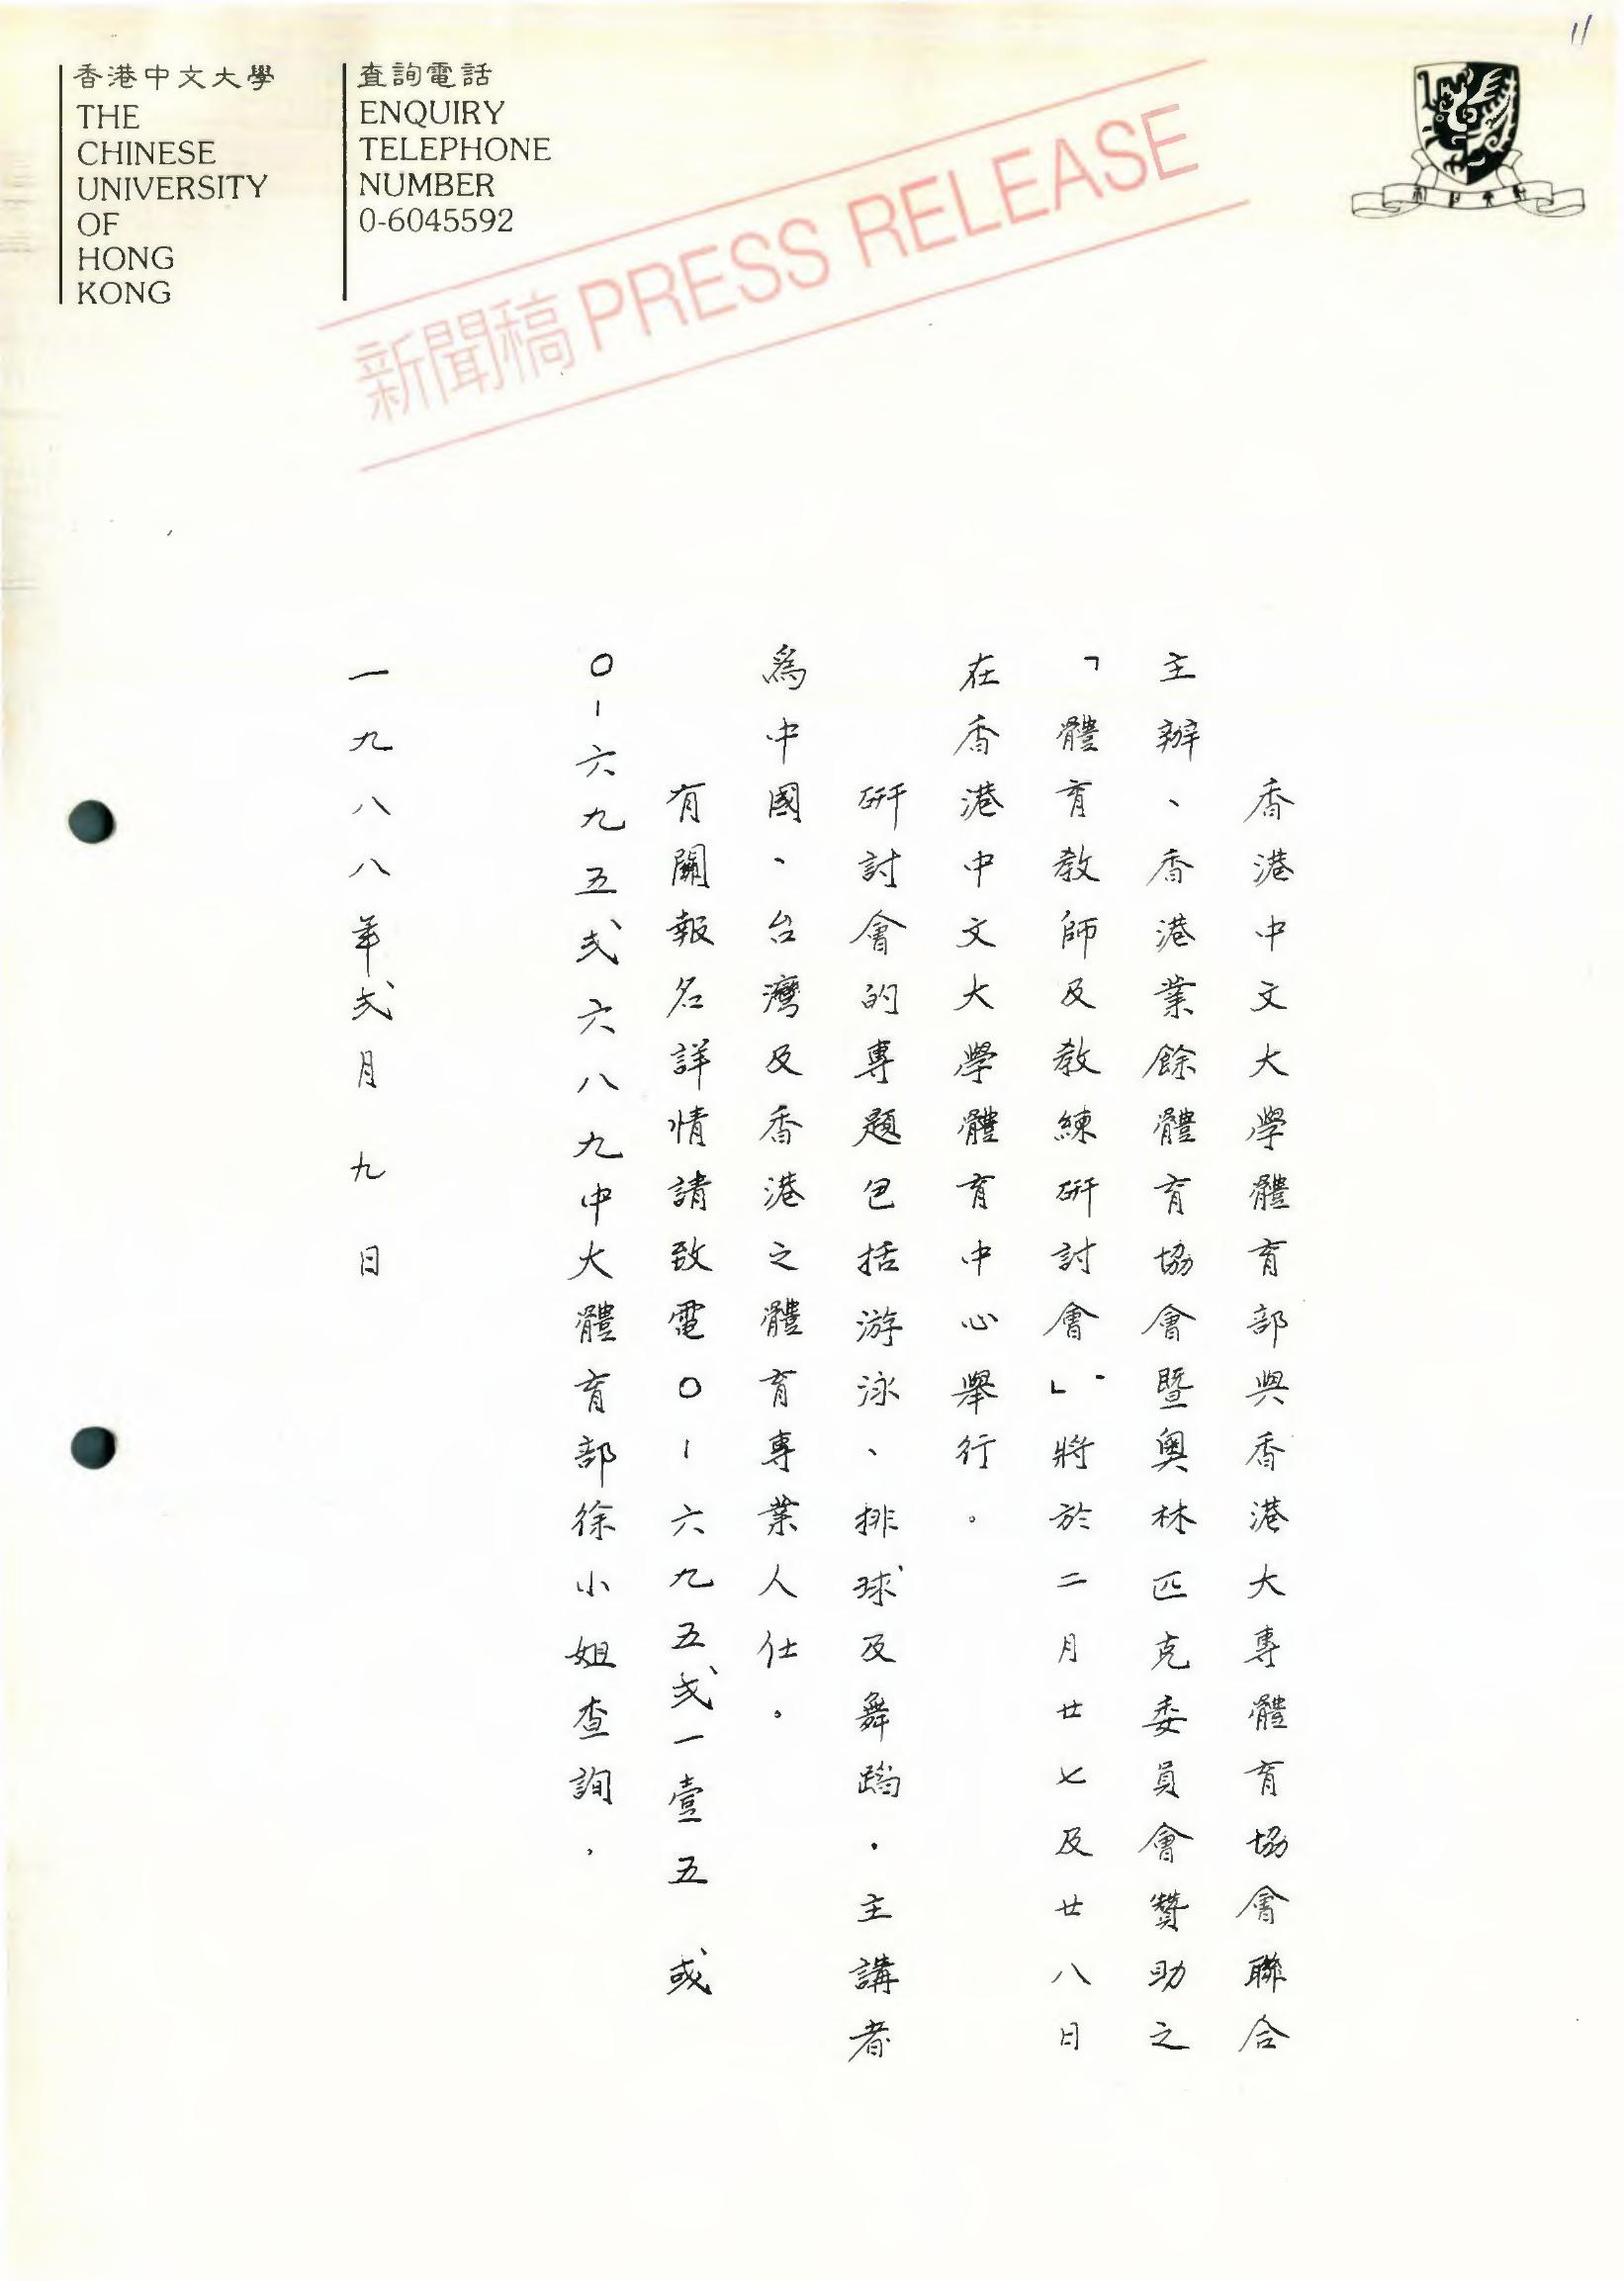 11
香港中文大學
THE
CHINESE
UNIVERSITY
OF
HONG
KONG
查詢電話
ENQUIRY
TELEPHONE
NUMBER
0-6045592
新聞稿 PRESS RELEASE
香港中文大學體育部與香港大專體育協會聯合
主辦、香港業餘體育協會暨奧林匹克委員會贊助之
「體育教師及教練研討會」將於二月廿七及廿八日
在香港中文大學體育中心舉行。
研討會的專題包括游泳、排球及舞蹈.主講者
為中國、台灣及香港之體育專業人仕。
有關報名詳情請致電〇-六九五弍一壹五 或
〇-六九五弍六八九中大體育部徐小姐查詢.
一九八八年弍月九日